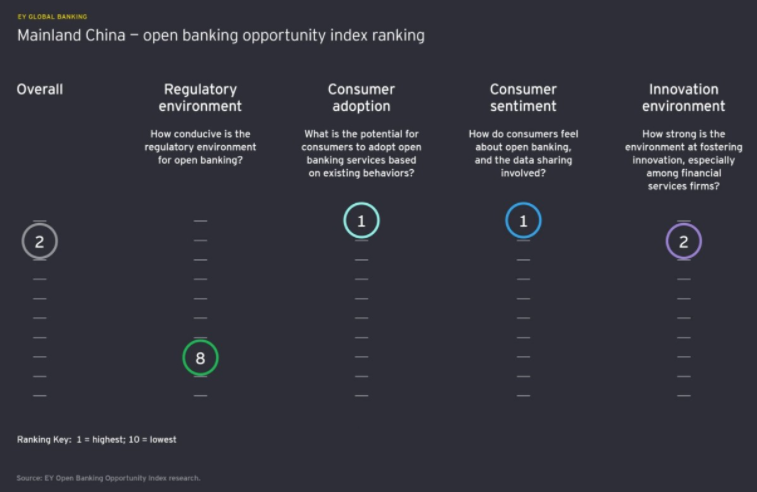 EY GLOBAL BANKING
Mainland China – open banking opportunity index ranking
Overall
Regulatory
environment
How conducive is the
regulatory environment
for open banking?
Consumer
adoption
What is the potential for
consumers to adopt open
banking services based
on existing behaviors?
Consumer
sentiment
How do consumers feel
about open banking,
and the data sharing
involved?
Innovation
environment
How strong is the
environment at fostering
innovation, especially
among financial
services firms?
2
8
1
1
2
Ranking Key: 1 = highest; 10 = lowest
Source: EY Open Banking Opportunity Index research.